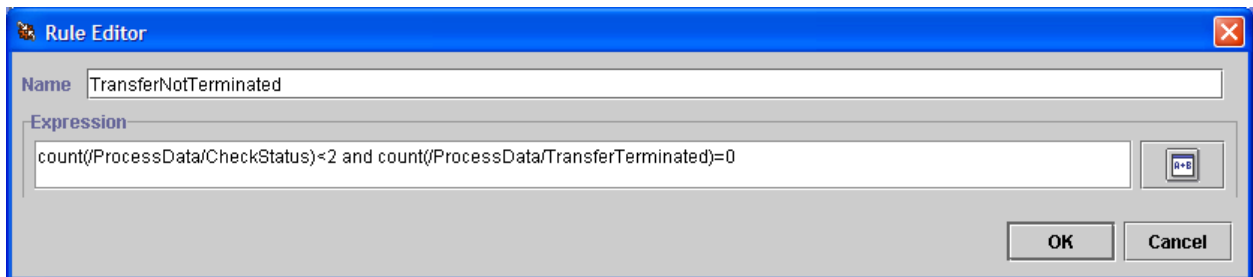 Rule Editor
Name TransferNotTerminated
Expression
count(/ProcessData/CheckStatus)<2 and count(/ProcessData/TransferTerminated)=0
A+B
OK Cancel